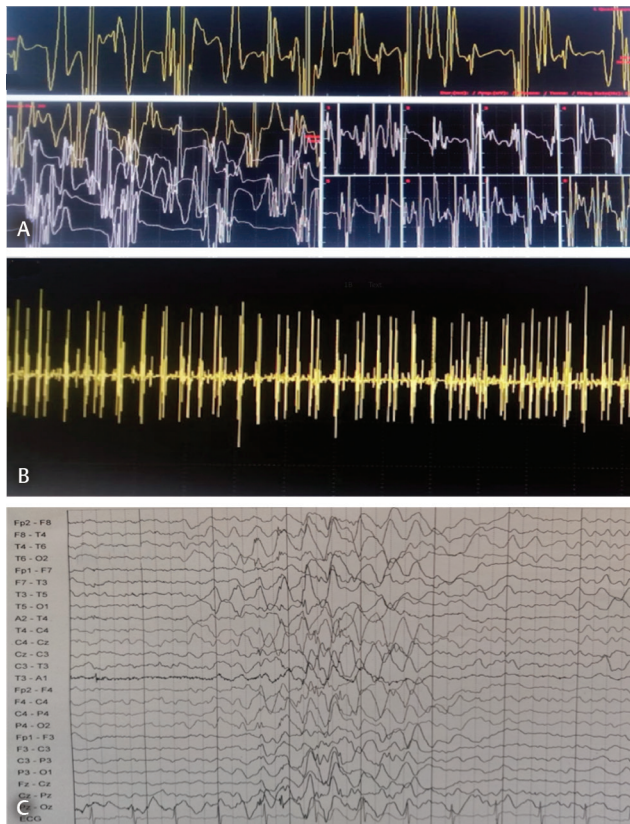 A
B
Fp2 - F8
F8 - T4
T4 - T6
T6 - O2
Fp1 - F7
F7 - T3
T3 - T5
T5 - O1
A2 - T4
T4 - C4
C4 - Cz
Cz - C3
C3 - T3
T3 - A1
Fp2 - F4
F4 - C4
C4 - P4
P4 - O2
Fp1 - F3
F3 - C3
C3 - P3
P3 - O1
Fz - Cz
Cz - Pz
Oz
ECG
C